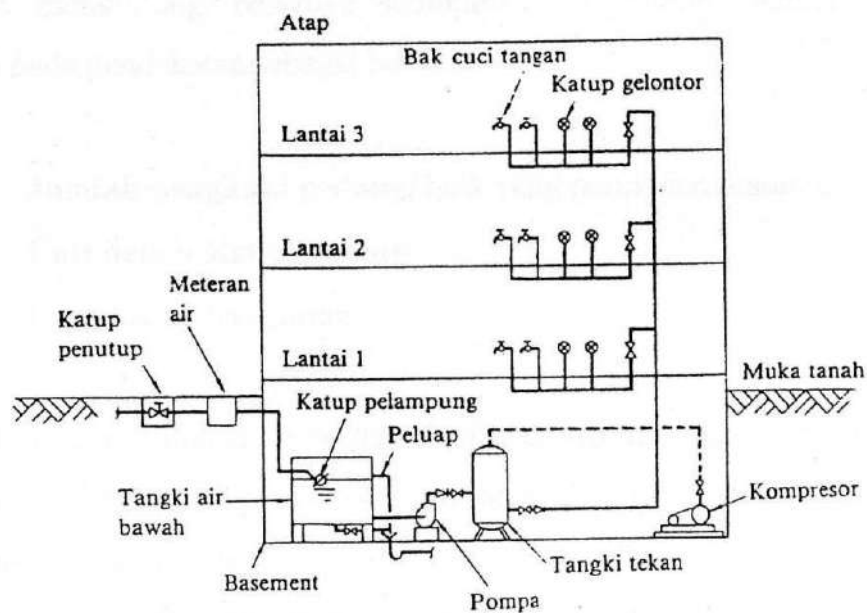 Atap
Bak cuci tangan
Katup gelontor
Lantai 3
Lantai 2
Meteran
air
Katup
penutup
Lantai 1
Muka tanah
Katup pelampung
Peluap
Tangki air
bawah
Kompresor
Tangki tekan
Basement
Pompa